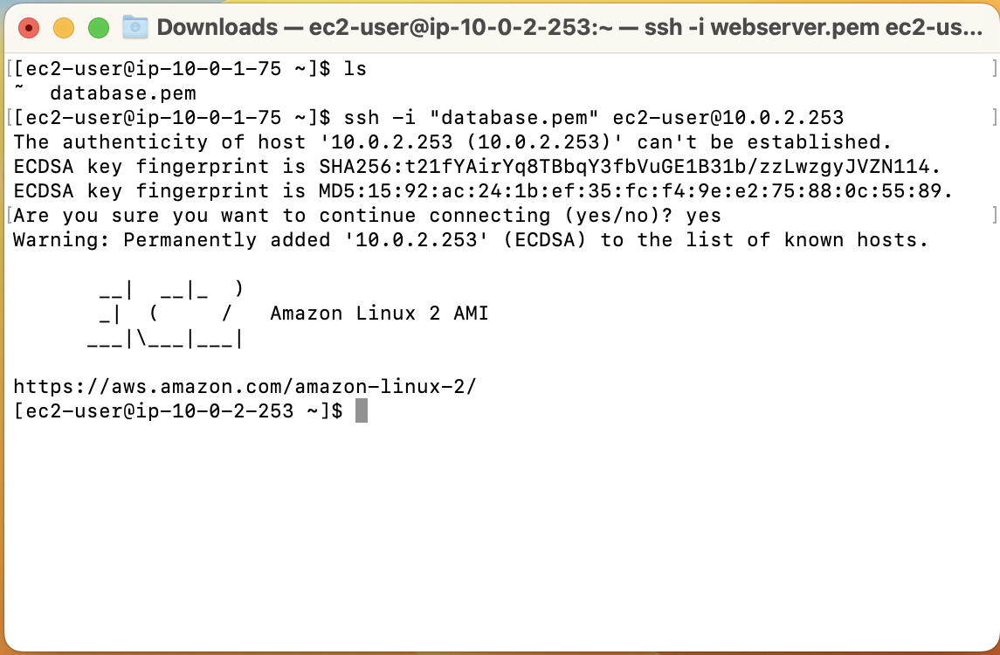 Downloads — ec2-user@ip-10-0-2-253:~ — ssh -i webserver.pem ec2-us...
[[ec2-user@ip-10-0-1-75 ~]$ ls ]
˜  database.pem
[[ec2-user@ip-10-0-1-75 ~]$ ssh -i "database.pem" ec2-user@10.0.2.253 ]
The authenticity of host '10.0.2.253 (10.0.2.253)' can't be established.
ECDSA key fingerprint is SHA256:t21fYAirYq8TBbqY3fbVuGE1B31b/zzLwzgyJVZN114.
ECDSA key fingerprint is MD5:15:92:ac:24:1b:ef:35:fc:f4:9e:e2:75:88:0c:55:89.
[Are you sure you want to continue connecting (yes/no)? yes ]
Warning: Permanently added '10.0.2.253' (ECDSA) to the list of known hosts.
       __|  __|_  )
       _|  (     /   Amazon Linux 2 AMI
      ___|\___|___|
https://aws.amazon.com/amazon-linux-2/
[ec2-user@ip-10-0-2-253 ~]$